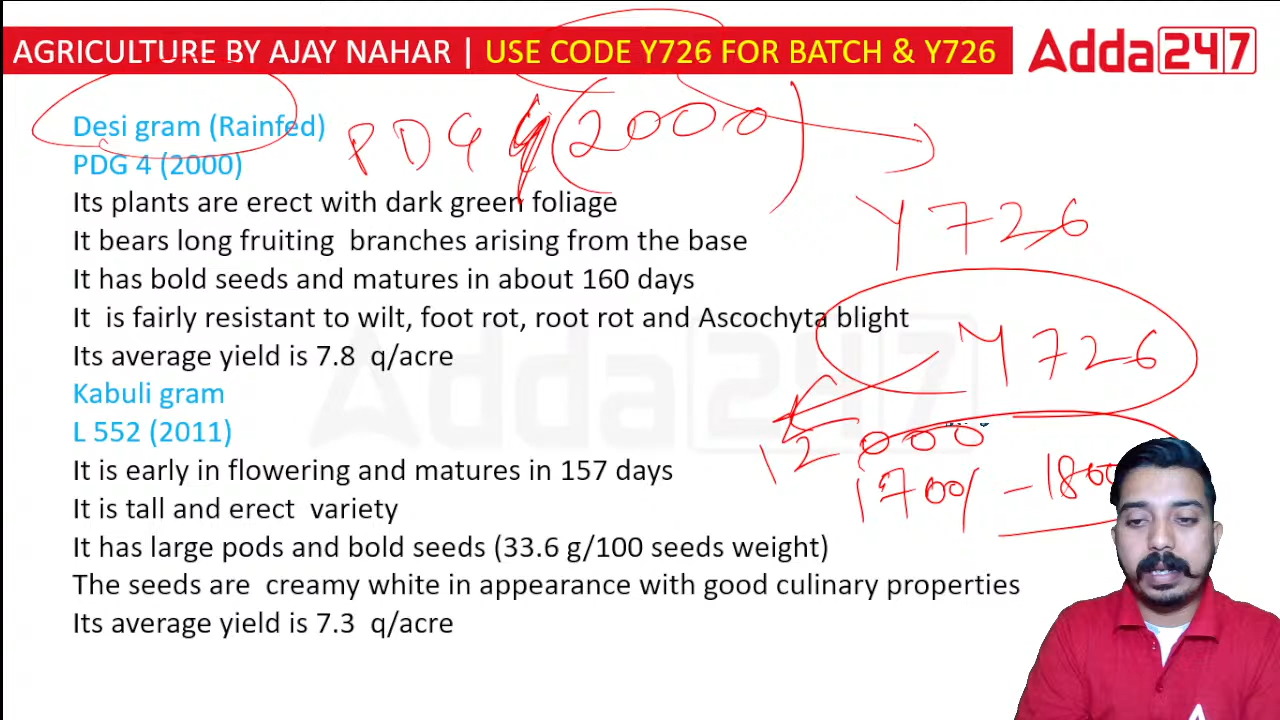 AGRICULTURE BY AJAY NAHAR | USE CODE Y726 FOR BATCH & Y726
Adda247
Desi gram (Rainfed)
PDG 4 (2000)
PDG 4 (2000)
Its plants are erect with dark green foliage
Y726
It bears long fruiting branches arising from the base
It has bold seeds and matures in about 160 days
It is fairly resistant to wilt, foot rot, root rot and Ascochyta blight
Y726
Its average yield is 7.8 q/acre
Kabuli gram
L 552 (2011)
12000
It is early in flowering and matures in 157 days
1700/ - 1800
It is tall and erect variety
It has large pods and bold seeds (33.6 g/100 seeds weight)
The seeds are creamy white in appearance with good culinary properties
Its average yield is 7.3 q/acre
Adda247